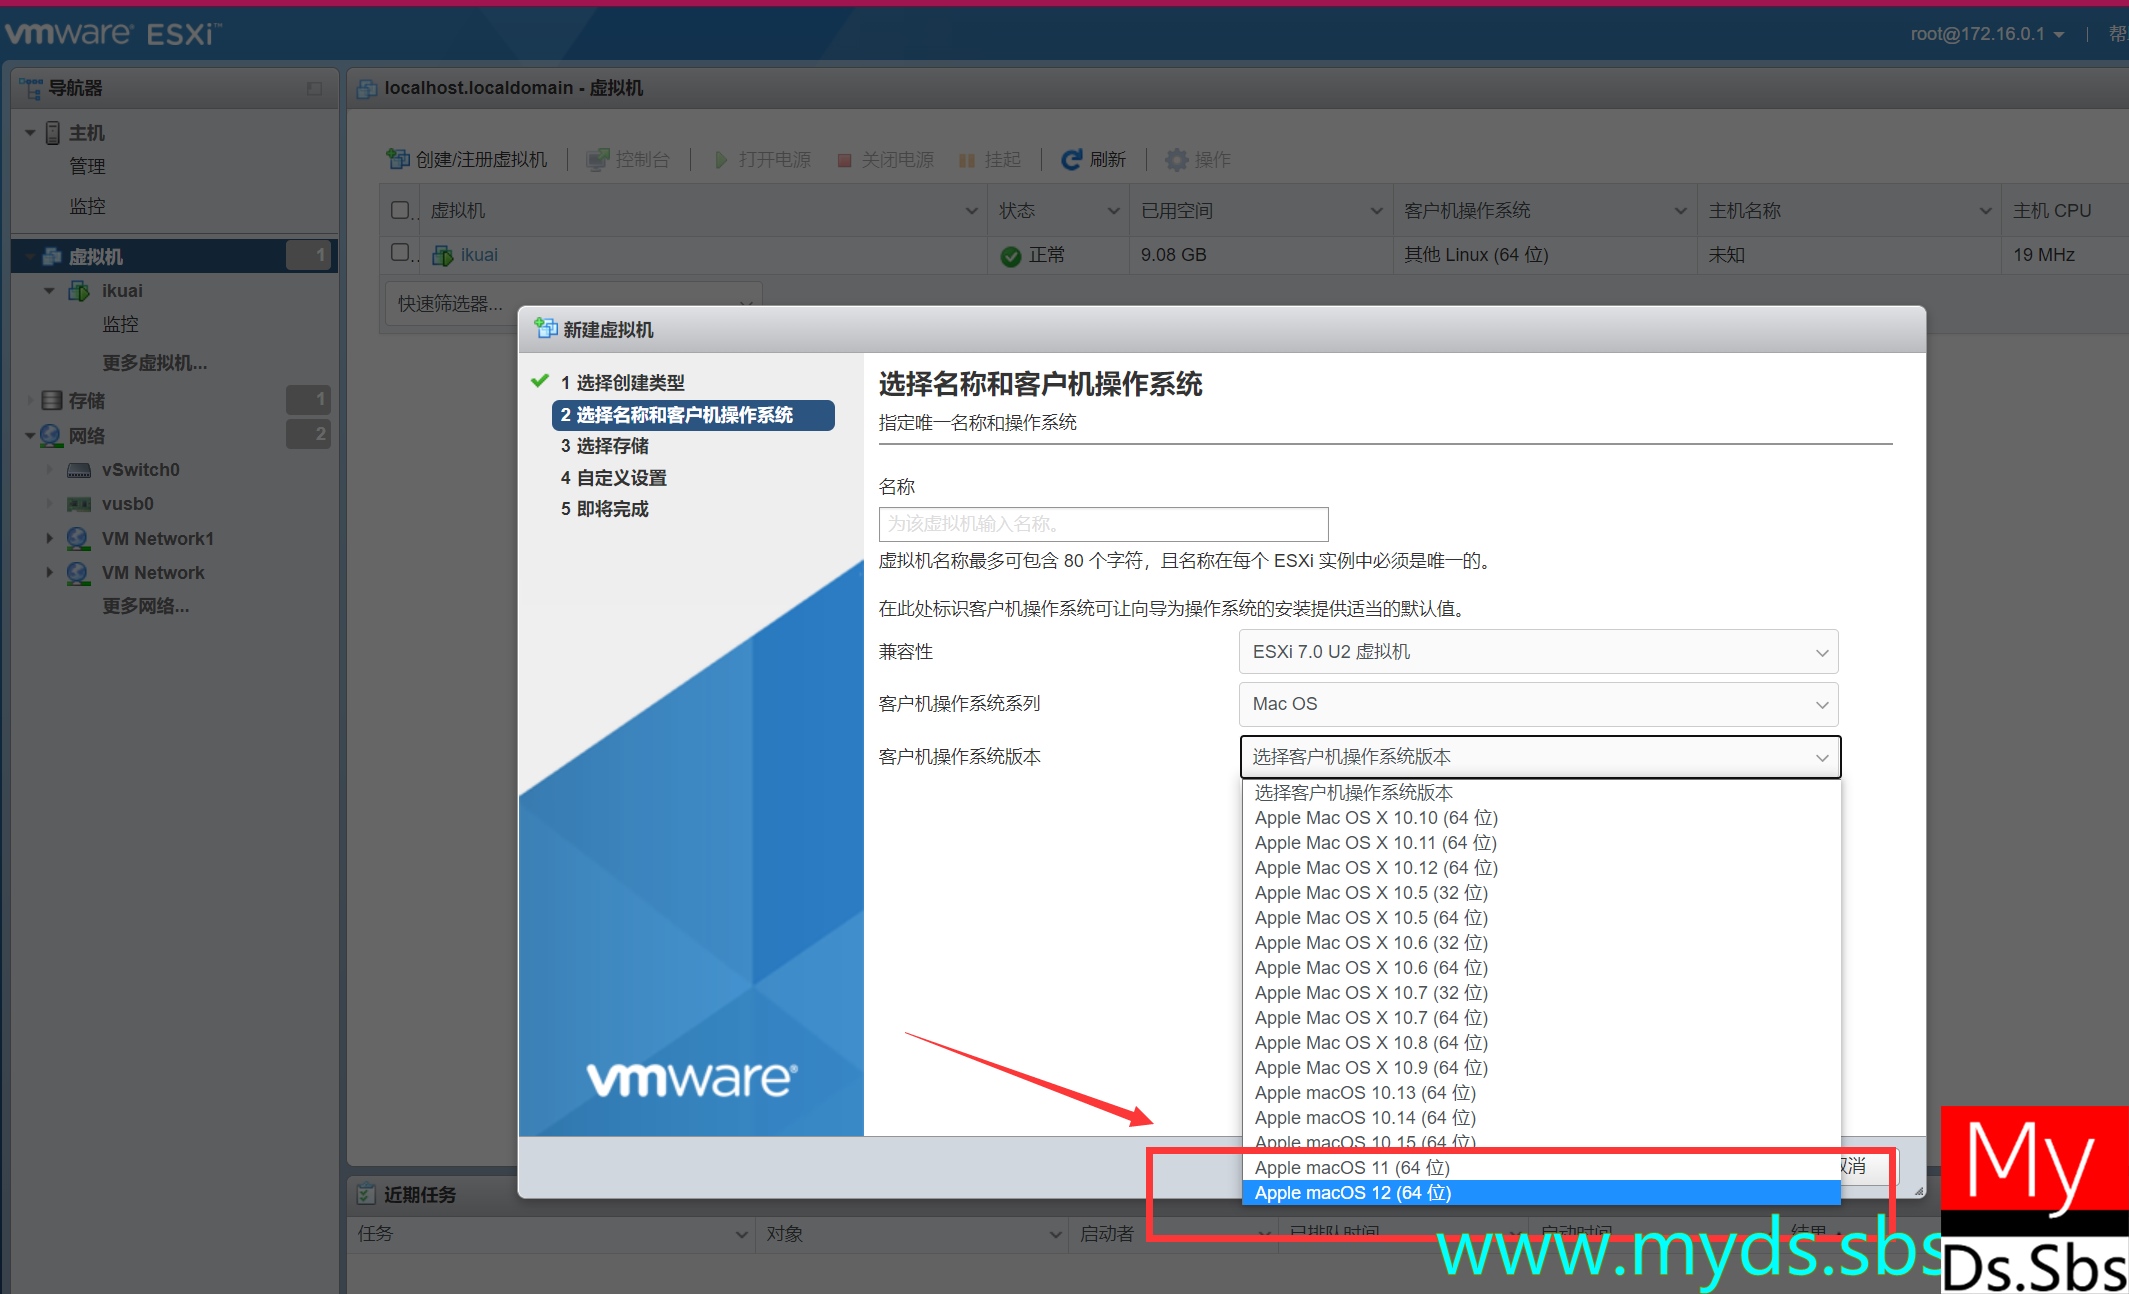 vmware ESXi™
root@172.16.0.1
帮
导航器
localhost.localdomain - 虚拟机
主机
管理
监控
虚拟机 1
ikuai
监控
更多虚拟机...
存储 1
网络 2
vSwitch0
vusb0
VM Network1
VM Network
更多网络...
创建/注册虚拟机
控制台
打开电源
关闭电源
挂起
刷新
操作
虚拟机 状态 已用空间 客户机操作系统 主机名称 主机 CPU
ikuai 正常 9.08 GB 其他 Linux (64 位) 未知 19 MHz
快速筛选器...
新建虚拟机
1 选择创建类型
2 选择名称和客户机操作系统
3 选择存储
4 自定义设置
5 即将完成
vmware®
选择名称和客户机操作系统
指定唯一名称和操作系统
名称
为该虚拟机输入名称。
虚拟机名称最多可包含 80 个字符，且名称在每个 ESXi 实例中必须是唯一的。
在此处标识客户机操作系统可让向导为操作系统的安装提供适当的默认值。
兼容性 ESXi 7.0 U2 虚拟机
客户机操作系统系列 Mac OS
客户机操作系统版本 选择客户机操作系统版本
选择客户机操作系统版本
Apple Mac OS X 10.10 (64 位)
Apple Mac OS X 10.11 (64 位)
Apple Mac OS X 10.12 (64 位)
Apple Mac OS X 10.5 (32 位)
Apple Mac OS X 10.5 (64 位)
Apple Mac OS X 10.6 (32 位)
Apple Mac OS X 10.6 (64 位)
Apple Mac OS X 10.7 (32 位)
Apple Mac OS X 10.7 (64 位)
Apple Mac OS X 10.8 (64 位)
Apple Mac OS X 10.9 (64 位)
Apple macOS 10.13 (64 位)
Apple macOS 10.14 (64 位)
Apple macOS 10.15 (64 位)
Apple macOS 11 (64 位)
Apple macOS 12 (64 位)
取消
近期任务
任务 对象 启动者 已排队时间 启动时间 结果
www.myds.sbs
My
Ds.Sbs